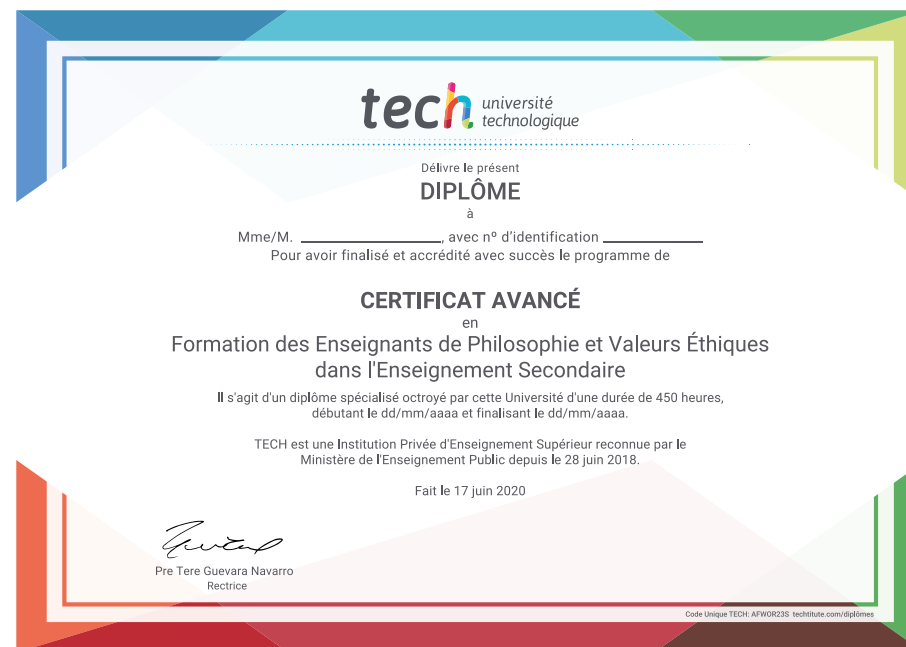 tech université
technologique
Délivre le présent
DIPLÔME
à
Mme/M. ____________________, avec nº d'identification ______________
Pour avoir finalisé et accrédité avec succès le programme de
CERTIFICAT AVANCÉ
en
Formation des Enseignants de Philosophie et Valeurs Éthiques
dans l'Enseignement Secondaire
Il s'agit d'un diplôme spécialisé octroyé par cette Université d'une durée de 450 heures,
débutant le dd/mm/aaaa et finalisant le dd/mm/aaaa.
TECH est une Institution Privée d'Enseignement Supérieur reconnue par le
Ministère de l'Enseignement Public depuis le 28 juin 2018.
Fait le 17 juin 2020
Pre Tere Guevara Navarro
Rectrice
Code Unique TECH: AFWOR23S techtitute.com/diplômes